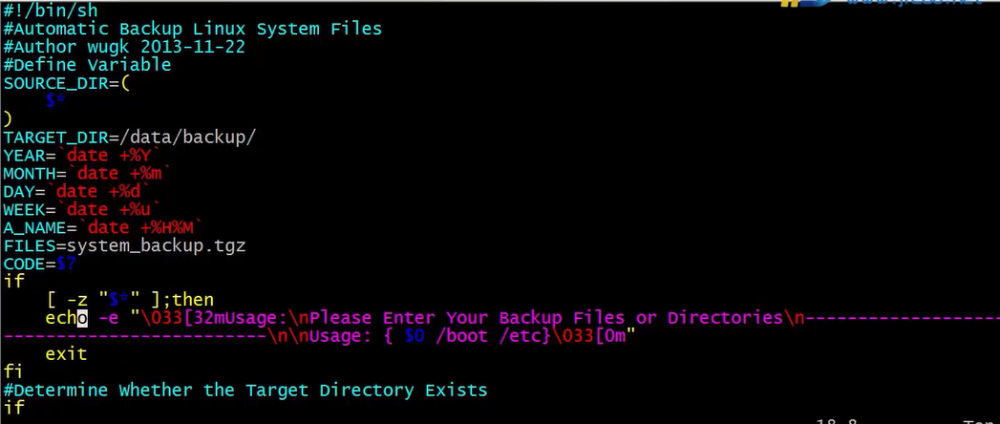 #!/bin/sh
#Automatic Backup Linux System Files
#Author wugk 2013-11-22
#Define Variable
SOURCE_DIR=(
    $*
)
TARGET_DIR=/data/backup/
YEAR=`date +%Y`
MONTH=`date +%m`
DAY=`date +%d`
WEEK=`date +%u`
A_NAME=`date +%H%M`
FILES=system_backup.tgz
CODE=$?
if
    [ -z "$*" ];then
    echo -e "\033[32mUsage:\nPlease Enter Your Backup Files or Directories\n-------------------
-------------------------\n\nUsage: { $0 /boot /etc}\033[0m"
    exit
fi
#Determine Whether the Target Directory Exists
if